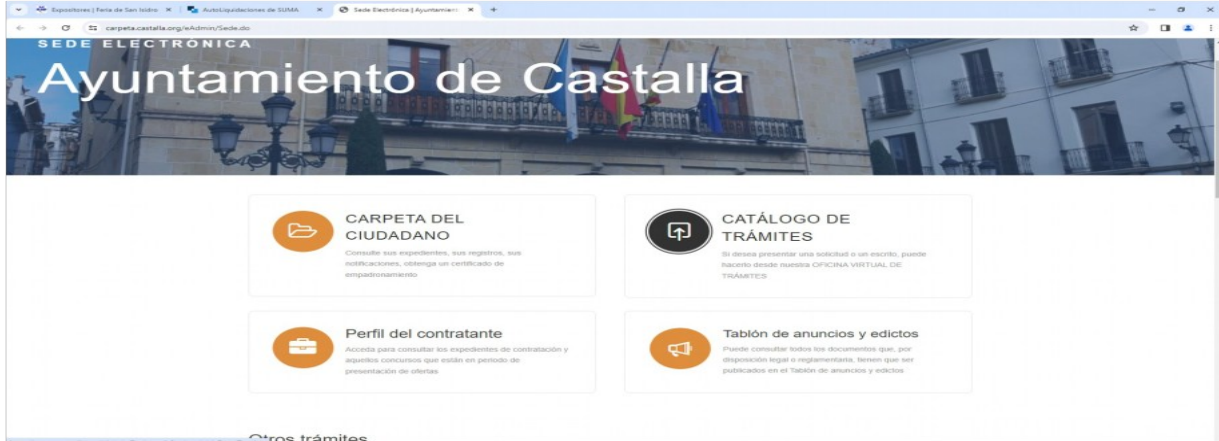 Expositores | Feria de San Isidro
AutoLiquidaciones de SUMA
Sede Electrónica | Ayuntamien
carpeta.castalla.org/eAdmin/Sede.do
SEDE ELECTRONICA
Ayuntamiento de Castalla
CARPETA DEL
CIUDADANO
Consulte sus expedientes, sus registros, sus
notificaciones, obtenga un certificado de
empadronamiento
CATÁLOGO DE
TRÁMITES
Si desea presentar una solicitud o un escrito, puede
hacerlo desde nuestra OFICINA VIRTUAL DE
TRÁMITES
Perfil del contratante
Acceda para consultar los expedientes de contratación y
aquellos concursos que están en periodo de
presentación de ofertas
Tablón de anuncios y edictos
Puede consultar todos los documentos que, por
disposición legal o reglamentaria, tienen que ser
publicados en el Tablón de anuncios y edictos
Otros trámites